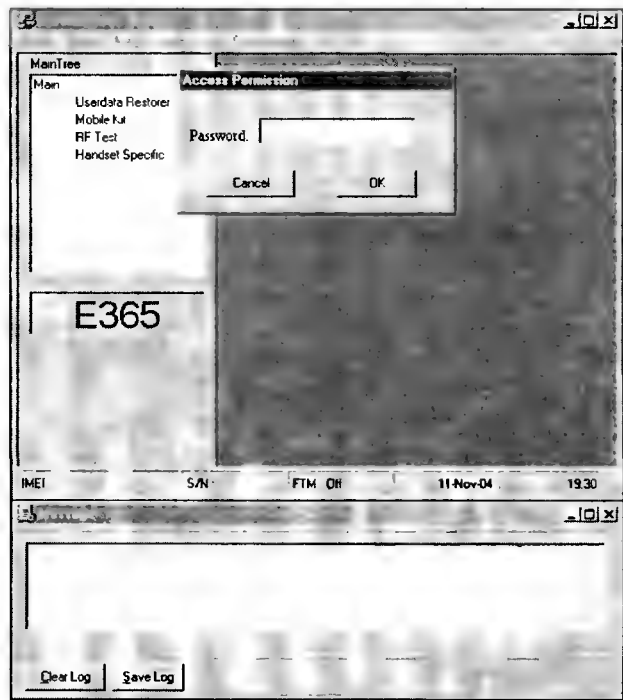 MainTree
Main
Userdata Restorer
Mobile Kit
RF Test
Handset Specific
Access Permission
Password.
Cancel
OK
E365
IMEI
S/N
FTM Off
11-Nov-04
19.30
Clear Log
Save Log